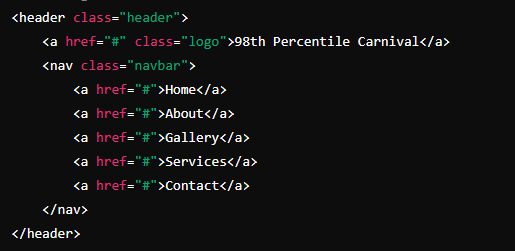 <header class="header">
<a href="#" class="logo">98th Percentile Carnival</a>
<nav class="navbar">
<a href="#">Home</a>
<a href="#">About</a>
<a href="#">Gallery</a>
<a href="#">Services</a>
<a href="#">Contact</a>
</nav>
</header>